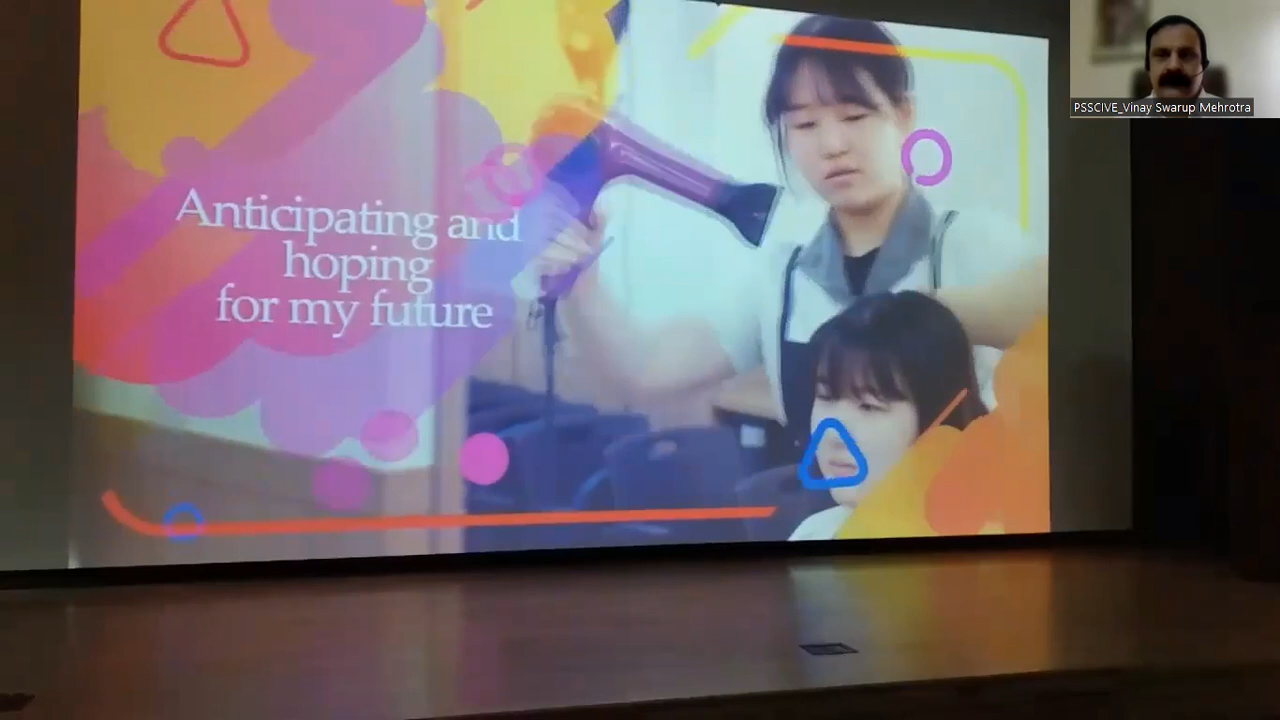 Anticipating and
hoping
for my future
PSSCIVE_Vinay Swarup Mehrotra